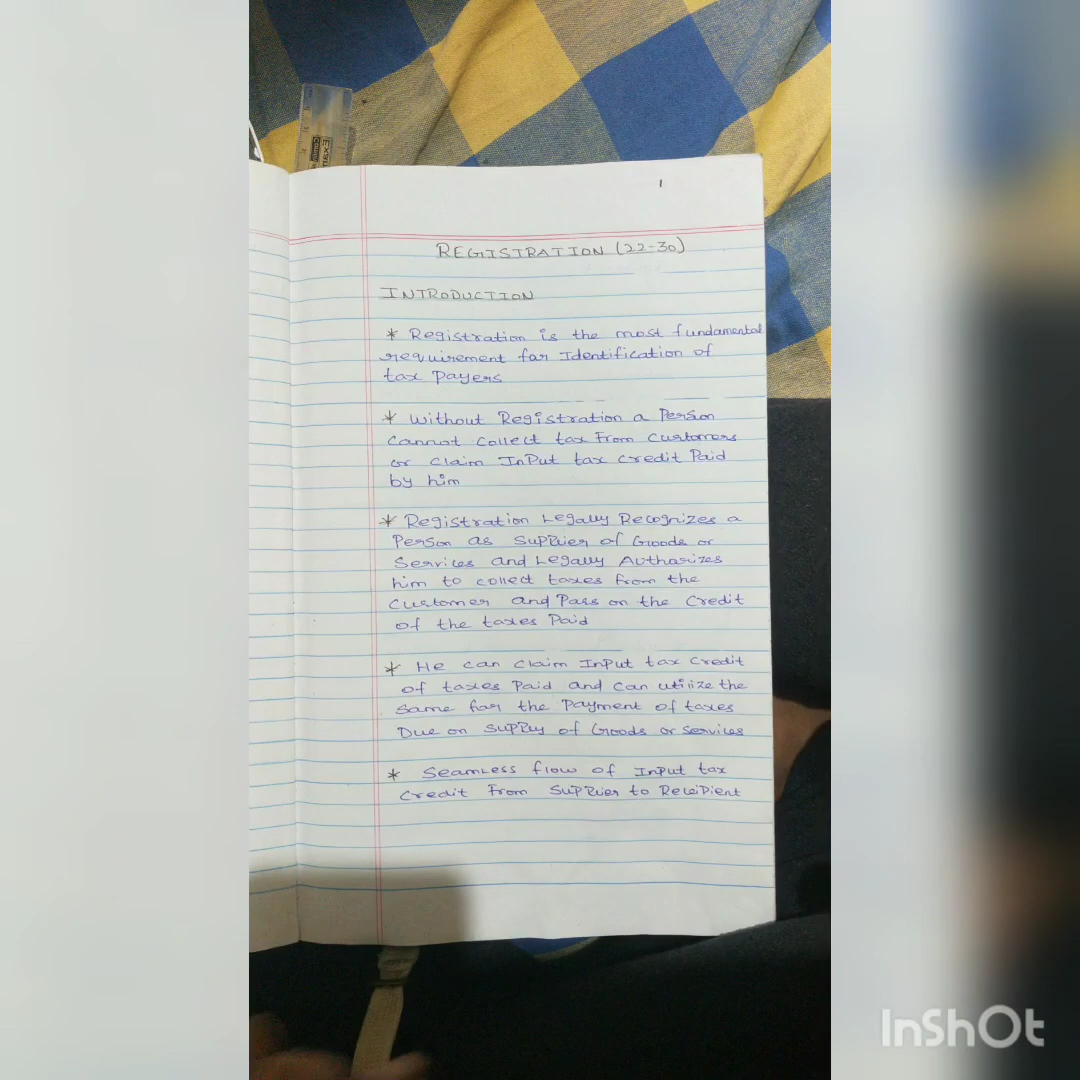 1
REGISTRATION (22-30)
INTRODUCTION
* Registration is the most fundamental
requirement for Identification of
tax Payers
* Without Registration a Person
cannot collect tax From customers
or claim InPut tax credit Paid
by him
* Registration Legally Recognizes a
Person as SupPlier of Goods or
Services and Legally Authorizes
him to collect taxes from the
Customer and Pass on the credit
of the taxes Paid
* He can claim InPut tax credit
of taxes Paid and can utilize the
same for the Payment of taxes
Due on supPly of Goods or Services
* Seamless flow of InPut tax
credit From SupPlier to Recipient
InShOt